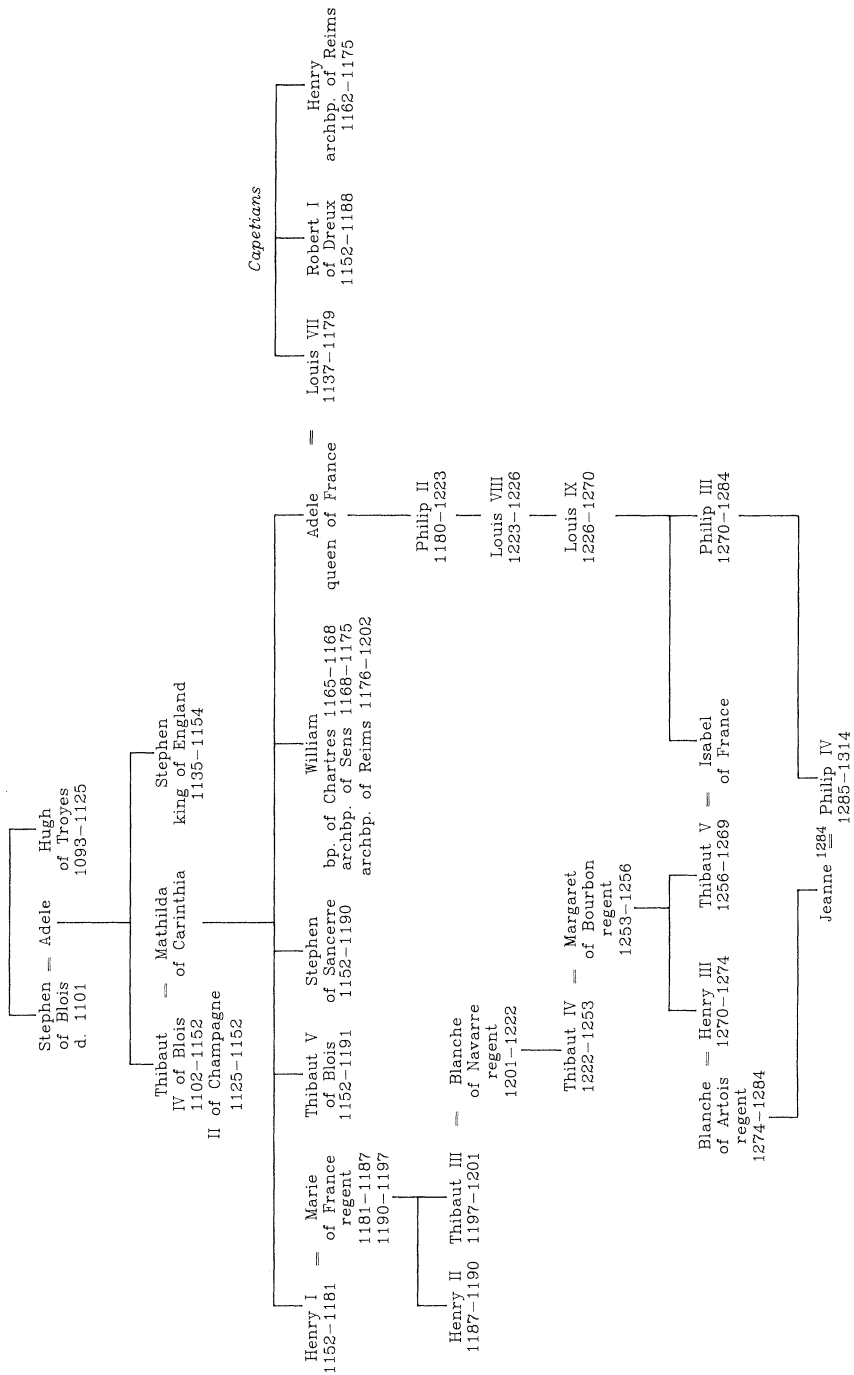 Stephen = Adele
of Blois
d. 1101
Hugh
of Troyes
1093–1125
Thibaut = Mathilda
IV of Blois
1102–1152
II of Champagne
1125–1152
of Carinthia
Stephen
king of England
1135–1154
Capetians
Henry I =
1152–1181
Marie
of France
regent
1181–1187
1190–1197
Thibaut V
of Blois
1152–1191
Stephen
of Sancerre
1152–1190
William
bp. of Chartres 1165–1168
archbp. of Sens 1168–1175
archbp. of Reims 1176–1202
Adele =
queen of France
Louis VII
1137–1179
Robert I
of Dreux
1152–1188
Henry
archbp. of Reims
1162–1175
Henry II
1187–1190
Thibaut III =
1197–1201
Blanche
of Navarre
regent
1201–1222
Philip II
1180–1223
Louis VIII
1223–1226
Louis IX
1226–1270
Thibaut IV =
1222–1253
Margaret
of Bourbon
regent
1253–1256
Blanche =
of Artois
regent
1274–1284
Henry III
1270–1274
Thibaut V =
1256–1269
Isabel
of France
Philip III
1270–1284
Jeanne 1284 = Philip IV
1285–1314